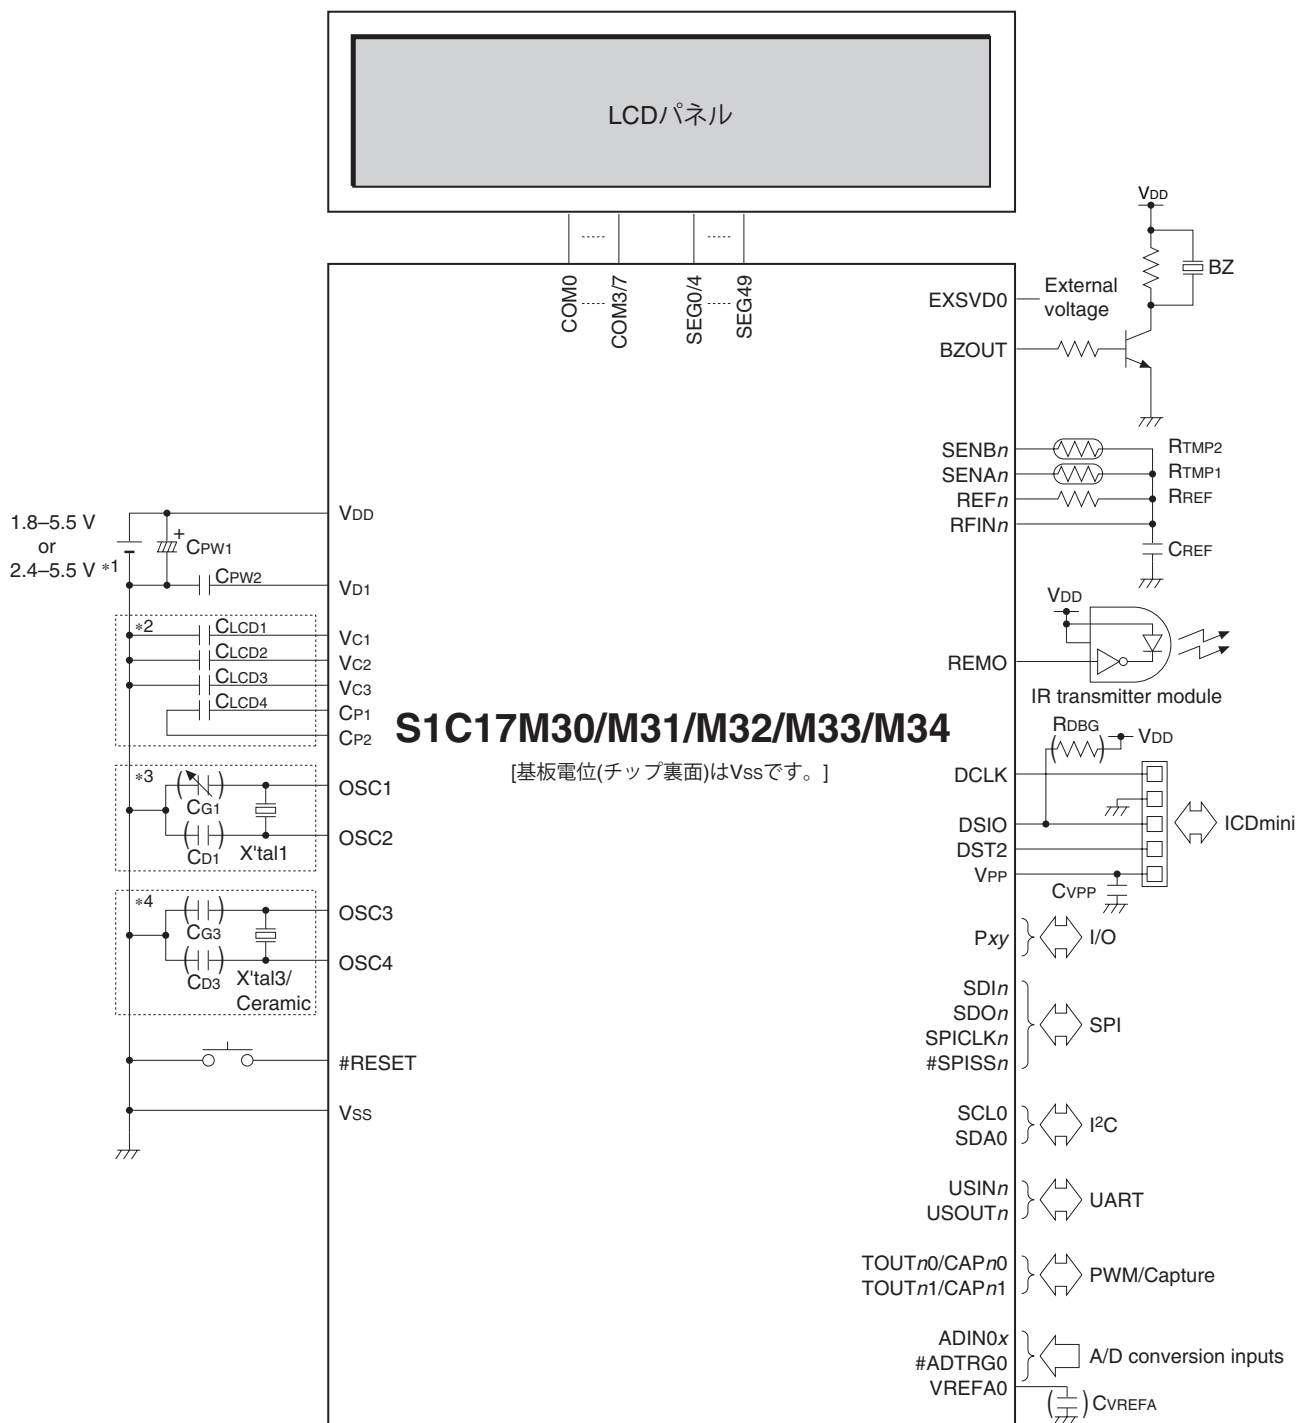 LCDパネル
COM0
COM3/7
SEG0/4
SEG49
VDD
BZ
EXSVD0
External
voltage
BZOUT
SENBn
RTMP2
SENAn
RTMP1
REFn
RREF
RFINn
CREF
1.8–5.5 V
or
2.4–5.5 V *1
+
CPW1
VDD
CPW2
VD1
*2
CLCD1
VC1
CLCD2
VC2
CLCD3
VC3
CLCD4
CP1
CP2
VDD
REMO
IR transmitter module
S1C17M30/M31/M32/M33/M34
[基板電位(チップ裏面)はVSSです。]
RDBG
VDD
DCLK
DSIO
DST2
VPP
CVPP
ICDmini
*3
CG1
OSC1
CD1
X'tal1
OSC2
*4
CG3
OSC3
CD3
X'tal3/
Ceramic
OSC4
#RESET
VSS
Pxy
I/O
SDIn
SDOn
SPICLKn
#SPISSn
SPI
SCL0
SDA0
I²C
USINn
USOUTn
UART
TOUTn0/CAPn0
TOUTn1/CAPn1
PWM/Capture
ADIN0x
#ADTRG0
VREFA0
A/D conversion inputs
CVREFA